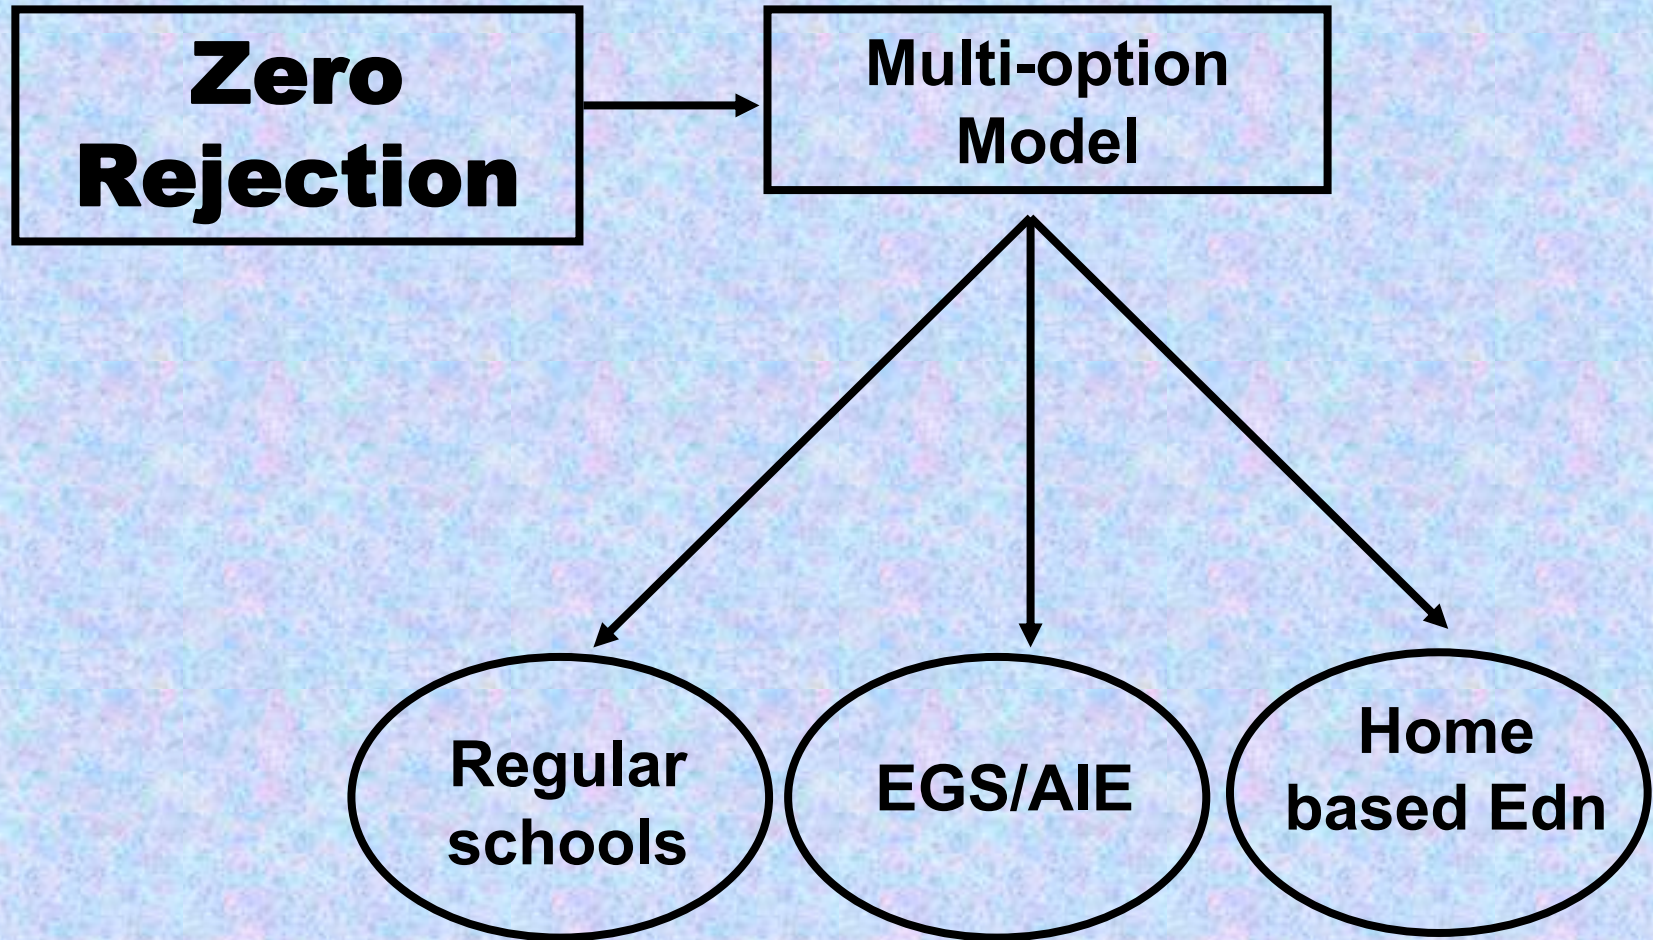 Zero
Rejection
Multi-option
Model
Regular
schools
EGS/AIE
Home
based Edn